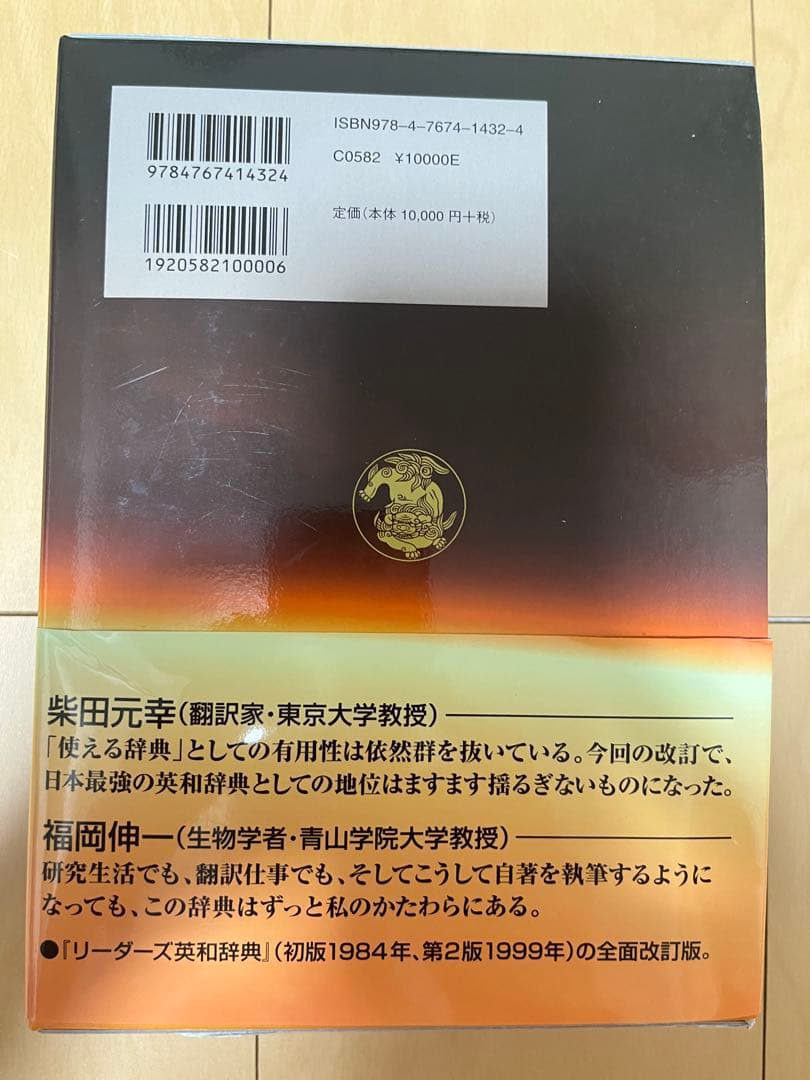 ISBN978-4-7674-1432-4
9784767414324
C0582 ¥10000E
1920582100006
定価(本体 10,000 円+税)
柴田元幸(翻訳家・東京大学教授)
「使える辞典」としての有用性は依然群を抜いている。今回の改訂で、
日本最強の英和辞典としての地位はますます揺るぎないものになった。
福岡伸一(生物学者・青山学院大学教授)
研究生活でも、翻訳仕事でも、そしてこうして自著を執筆するように
なっても、この辞典はずっと私のかたわらにある。
●『リーダーズ英和辞典』(初版1984年、第2版1999年)の全面改訂版。